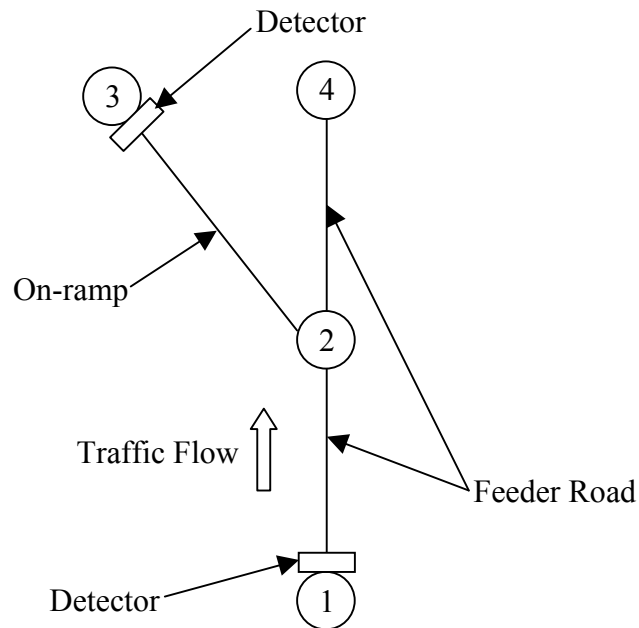 Detector
3
4
On-ramp
2
Traffic Flow
Feeder Road
Detector
1